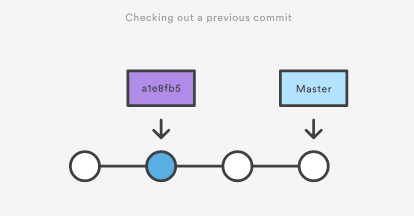 Checking out a previous commit
a1e8fb5
Master